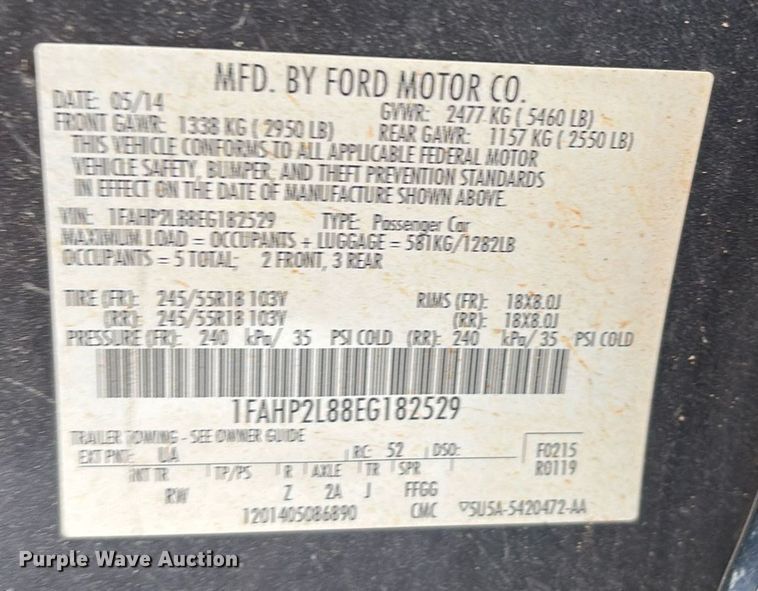 MFD. BY FORD MOTOR CO.
DATE: 05/14 GVWR: 2477 KG ( 5460 LB)
FRONT GAWR: 1338 KG ( 2950 LB) REAR GAWR: 1157 KG ( 2550 LB)
THIS VEHICLE CONFORMS TO ALL APPLICABLE FEDERAL MOTOR
VEHICLE SAFETY, BUMPER, AND THEFT PREVENTION STANDARDS
IN EFFECT ON THE DATE OF MANUFACTURE SHOWN ABOVE.
VIN: 1FAHP2L88EG182529 TYPE: Passenger Car
MAXIMUM LOAD = OCCUPANTS + LUGGAGE = 581KG/1282LB
OCCUPANTS = 5 TOTAL; 2 FRONT, 3 REAR
TIRE (FR): 245/55R18 103V RIMS (FR): 18X8.0J
(RR): 245/55R18 103V (RR): 18X8.0J
PRESSURE (FR): 240 kPa/ 35 PSI COLD (RR): 240 kPa/ 35 PSI COLD
1FAHP2L88EG182529
TRAILER TOWING - SEE OWNER GUIDE
EXT PNT: UA RC: 52 DSO: F0215
R0119
INT TR TP/PS R AXLE TR SPR
RW Z 2A J FFGG
1201405086890 CMC 5U5A-5420472-AA
Purple Wave Auction